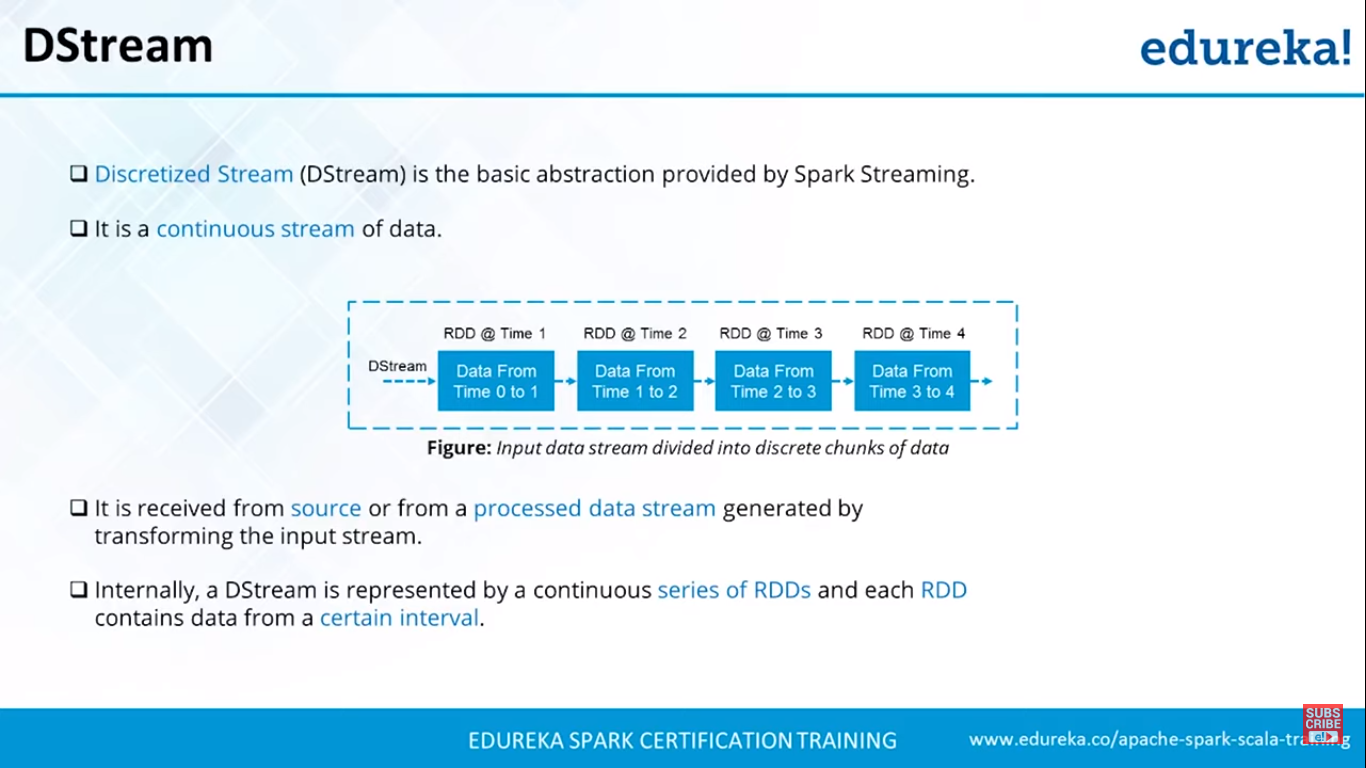 DStream
edureka!
❑ Discretized Stream (DStream) is the basic abstraction provided by Spark Streaming.
❑ It is a continuous stream of data.
RDD @ Time 1 RDD @ Time 2 RDD @ Time 3 RDD @ Time 4
DStream
Data From Data From Data From Data From
Time 0 to 1 Time 1 to 2 Time 2 to 3 Time 3 to 4
Figure: Input data stream divided into discrete chunks of data
❑ It is received from source or from a processed data stream generated by
transforming the input stream.
❑ Internally, a DStream is represented by a continuous series of RDDs and each RDD
contains data from a certain interval.
SUBS
CRIBE
e!
EDUREKA SPARK CERTIFICATION TRAINING
www.edureka.co/apache-spark-scala-training